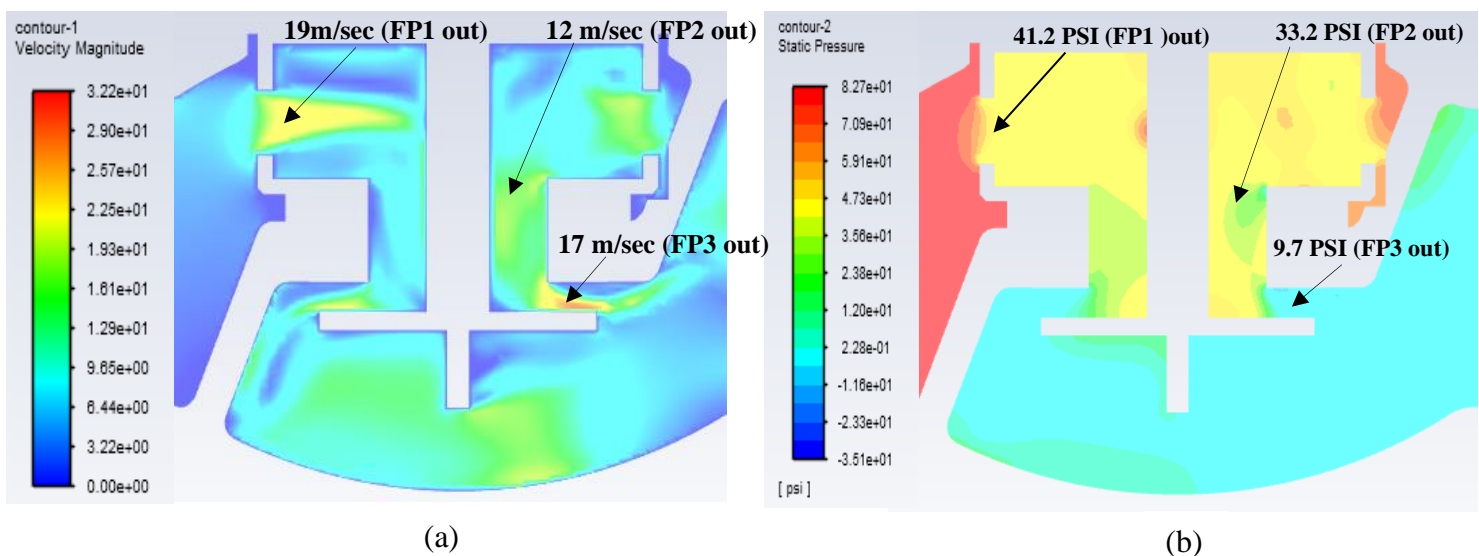 contour-1
Velocity Magnitude
3.22e+01
2.90e+01
2.57e+01
2.25e+01
1.93e+01
1.61e+01
1.29e+01
9.65e+00
6.44e+00
3.22e+00
0.00e+00
19m/sec (FP1 out)
12 m/sec (FP2 out)
17 m/sec (FP3 out)
(a)
contour-2
Static Pressure
8.27e+01
7.09e+01
5.91e+01
4.73e+01
3.56e+01
2.38e+01
1.20e+01
2.28e-01
-1.16e+01
-2.33e+01
-3.51e+01
[ psi ]
41.2 PSI (FP1 )out)
33.2 PSI (FP2 out)
9.7 PSI (FP3 out)
(b)